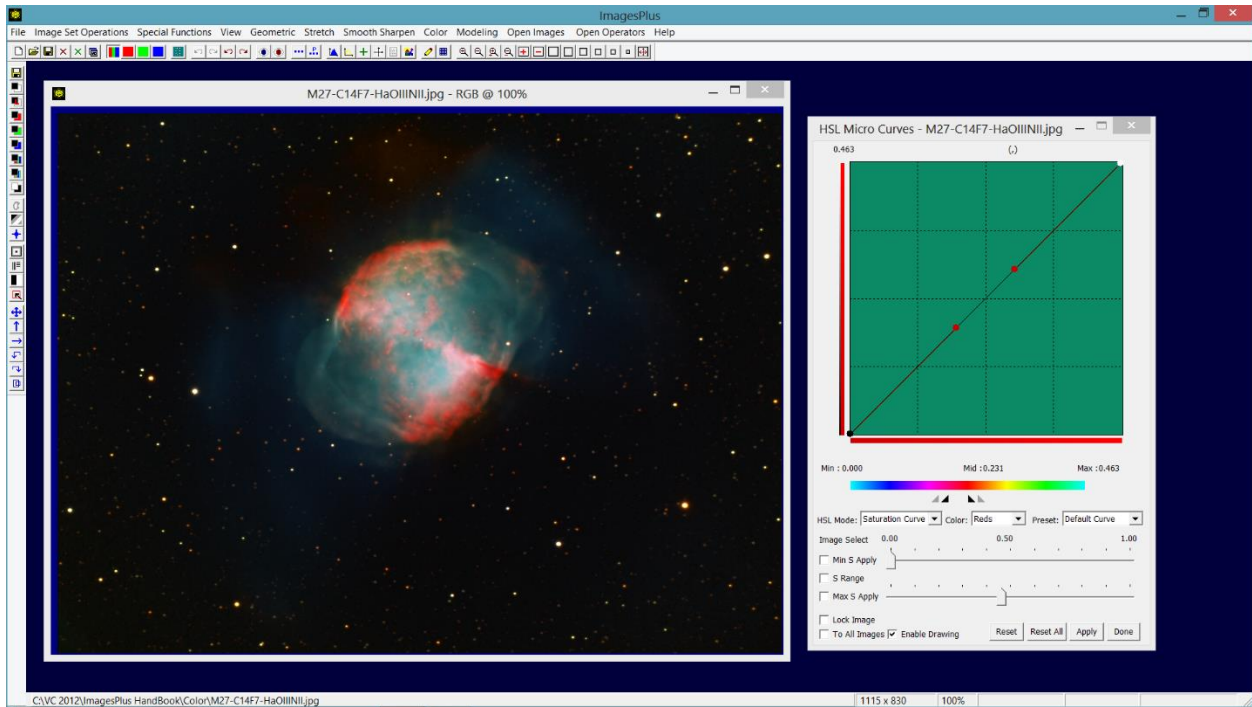 ImagesPlus
File Image Set Operations Special Functions View Geometric Stretch Smooth Sharpen Color Modeling Open Images Open Operators Help
M27-C14F7-HaOIIINII.jpg - RGB @ 100%
HSL Micro Curves - M27-C14F7-HaOIIINII.jpg
0.463 (,)
Min : 0.000 Mid :0.231 Max :0.463
HSL Mode: Saturation Curve Color: Reds Preset: Default Curve
Image Select 0.00 0.50 1.00
Min S Apply
S Range
Max S Apply
Lock Image
To All Images Enable Drawing Reset Reset All Apply Done
C:\VC 2012\ImagesPlus HandBook\Color\M27-C14F7-HaOIIINII.jpg 1115 x 830 100%